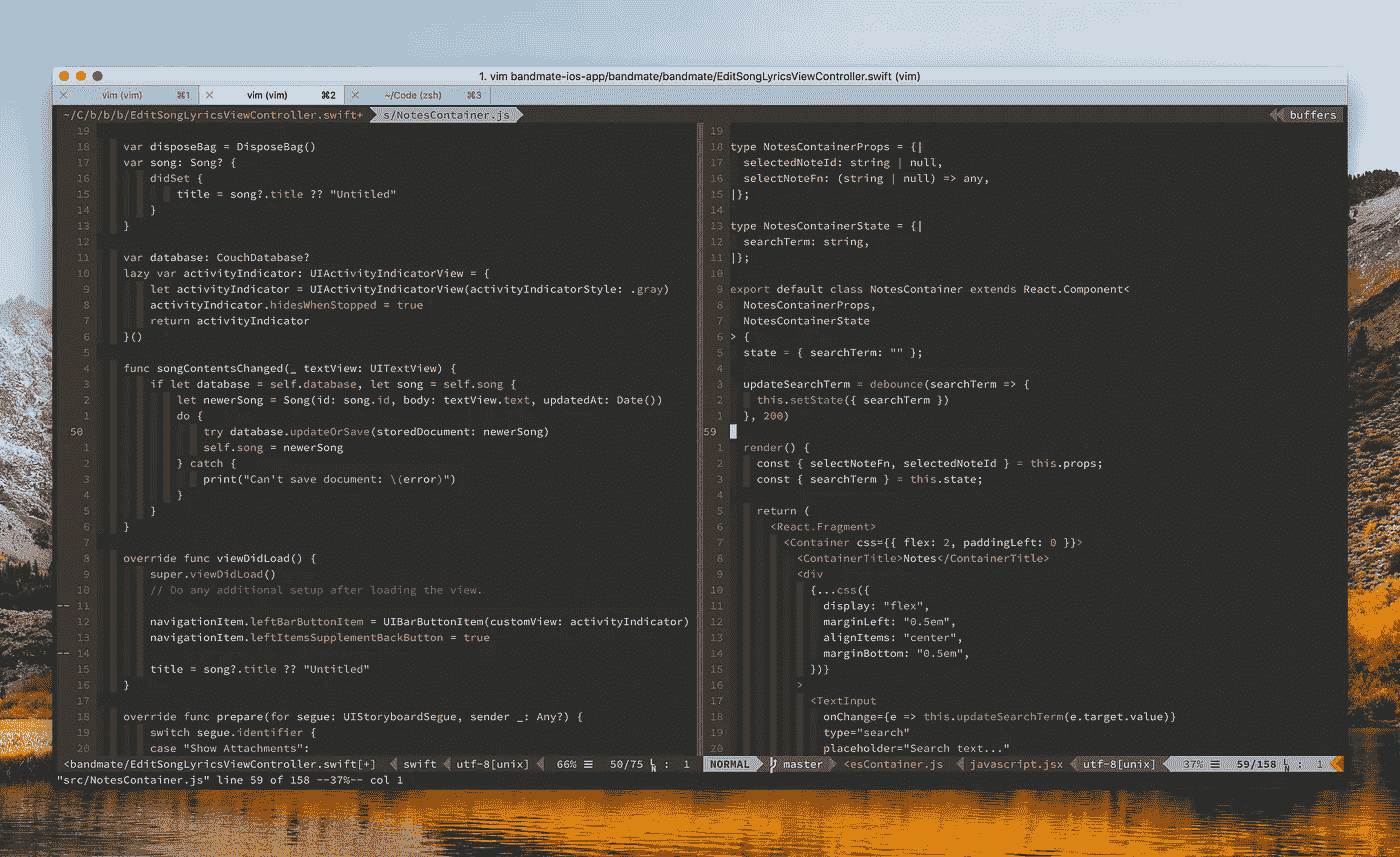 1. vim bandmate-ios-app/bandmate/bandmate/EditSongLyricsViewController.swift (vim)
vim (vim) ⌘1 vim (vim) ⌘2 ~/Code (zsh) ⌘3
~/C/b/b/b/EditSongLyricsViewController.swift+ s/NotesContainer.js buffers
19
18 var disposeBag = DisposeBag()
17 var song: Song? {
16 didSet {
15 title = song?.title ?? "Untitled"
14 }
13 }
12
11 var database: CouchDatabase?
10 lazy var activityIndicator: UIActivityIndicatorView = {
9 let activityIndicator = UIActivityIndicatorView(activityIndicatorStyle: .gray)
8 activityIndicator.hidesWhenStopped = true
7 return activityIndicator
6 }()
5
4 func songContentsChanged(_ textView: UITextView) {
3 if let database = self.database, let song = self.song {
2 let newerSong = Song(id: song.id, body: textView.text, updatedAt: Date())
1 do {
50 try database.updateOrSave(storedDocument: newerSong)
1 self.song = newerSong
2 } catch {
3 print("Can't save document: \(error)")
4 }
5 }
6 }
7
8 override func viewDidLoad() {
9 super.viewDidLoad()
10 // Do any additional setup after loading the view.
-- 11
12 navigationItem.leftBarButtonItem = UIBarButtonItem(customView: activityIndicator)
13 navigationItem.leftItemsSupplementBackButton = true
-- 14
15 title = song?.title ?? "Untitled"
16 }
17
18 override func prepare(for segue: UIStoryboardSegue, sender _: Any?) {
19 switch segue.identifier {
20 case "Show Attachments":
19
18 type NotesContainerProps = {|
17 selectedNoteId: string | null,
16 selectNoteFn: (string | null) => any,
15 |};
14
13 type NotesContainerState = {|
12 searchTerm: string,
11 |};
10
9 export default class NotesContainer extends React.Component<
8 NotesContainerProps,
7 NotesContainerState
6 > {
5 state = { searchTerm: "" };
4
3 updateSearchTerm = debounce(searchTerm => {
2 this.setState({ searchTerm })
1 }, 200)
59
1 render() {
2 const { selectNoteFn, selectedNoteId } = this.props;
3 const { searchTerm } = this.state;
4
5 return (
6 <React.Fragment>
7 <Container css={{ flex: 2, paddingLeft: 0 }}>
8 <ContainerTitle>Notes</ContainerTitle>
9 <div
10 {...css({
11 display: "flex",
12 marginLeft: "0.5em",
13 alignItems: "center",
14 marginBottom: "0.5em",
15 })}
16 >
17 <TextInput
18 onChange={e => this.updateSearchTerm(e.target.value)}
19 type="search"
20 placeholder="Search text..."
<bandmate/EditSongLyricsViewController.swift[+] swift utf-8[unix] 66% ☰ 50/75 : 1
NORMAL master <esContainer.js javascript.jsx utf-8[unix] 37% ☰ 59/158 : 1
"src/NotesContainer.js" line 59 of 158 --37%-- col 1